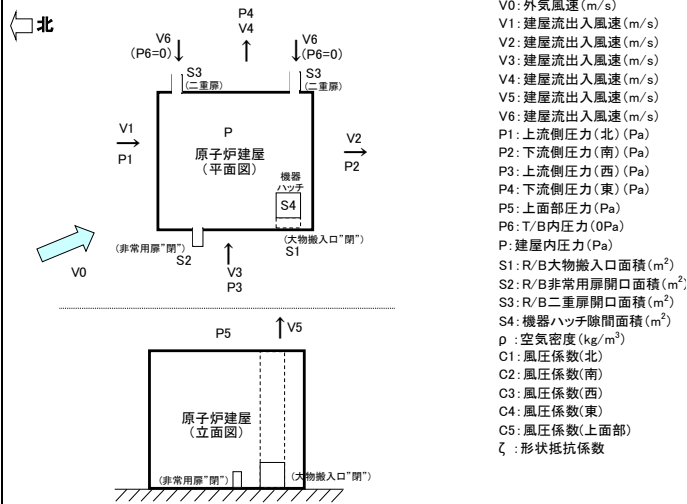 北
P4
V4
V6
(P6=0)
V6
(P6=0)
S3
(二重扉)
S3
(二重扉)
V1
P1
P
原子炉建屋
(平面図)
V2
P2
機器
ハッチ
S4
(非常用扉"閉")
S2
(大物搬入口"閉")
S1
V0
V3
P3
P5
V5
原子炉建屋
(立面図)
(非常用扉"閉")
(大物搬入口"閉")
V0:外気風速(m/s)
V1:建屋流出入風速(m/s)
V2:建屋流出入風速(m/s)
V3:建屋流出入風速(m/s)
V4:建屋流出入風速(m/s)
V5:建屋流出入風速(m/s)
V6:建屋流出入風速(m/s)
P1:上流側圧力(北)(Pa)
P2:下流側圧力(南)(Pa)
P3:上流側圧力(西)(Pa)
P4:下流側圧力(東)(Pa)
P5:上面部圧力(Pa)
P6:T/B内圧力(0Pa)
P:建屋内圧力(Pa)
S1:R/B大物搬入口面積(m²)
S2:R/B非常用扉開口面積(m²)
S3:R/B二重扉開口面積(m²)
S4:機器ハッチ隙間面積(m²)
ρ:空気密度(kg/m³)
C1:風圧係数(北)
C2:風圧係数(南)
C3:風圧係数(西)
C4:風圧係数(東)
C5:風圧係数(上面部)
ζ:形状抵抗係数